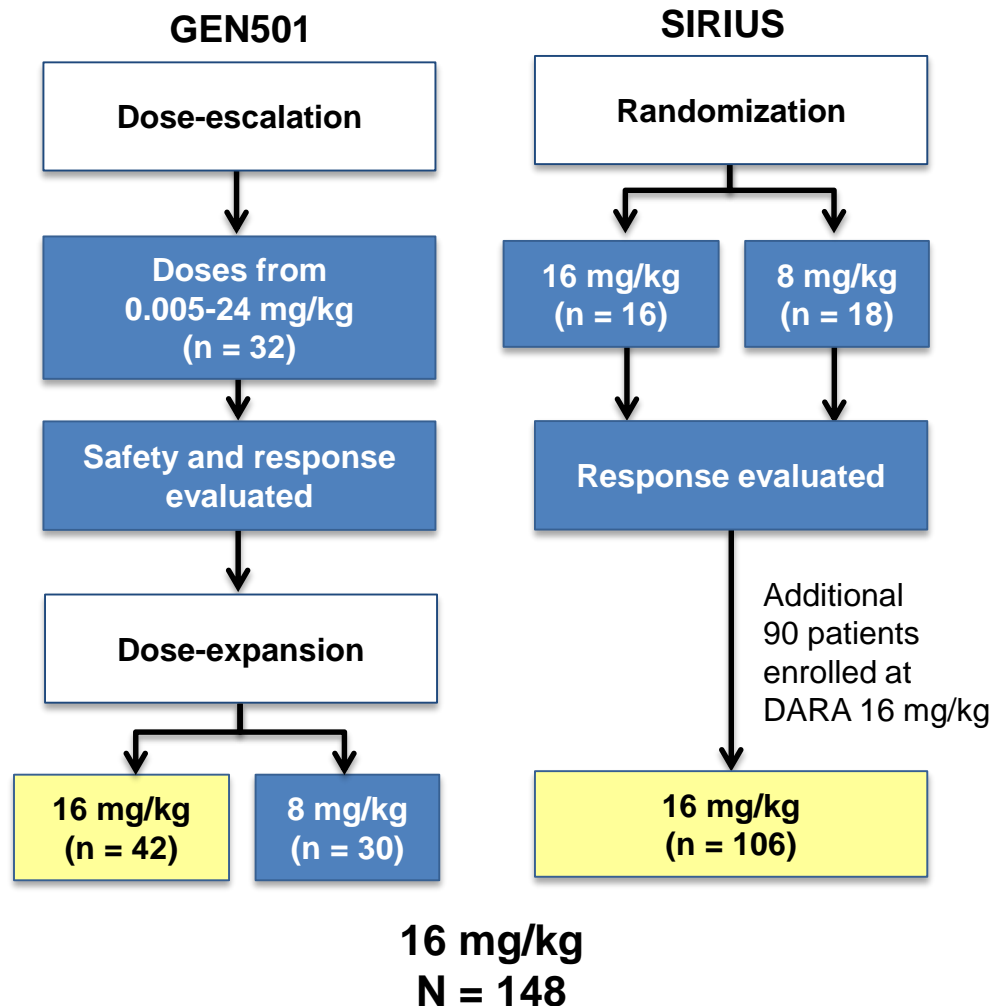 GEN501
Dose-escalation
Doses from
0.005-24 mg/kg
(n = 32)
Safety and response
evaluated
Dose-expansion
16 mg/kg
(n = 42)
8 mg/kg
(n = 30)
SIRIUS
Randomization
16 mg/kg
(n = 16)
8 mg/kg
(n = 18)
Response evaluated
Additional
90 patients
enrolled at
DARA 16 mg/kg
16 mg/kg
(n = 106)
16 mg/kg
N = 148